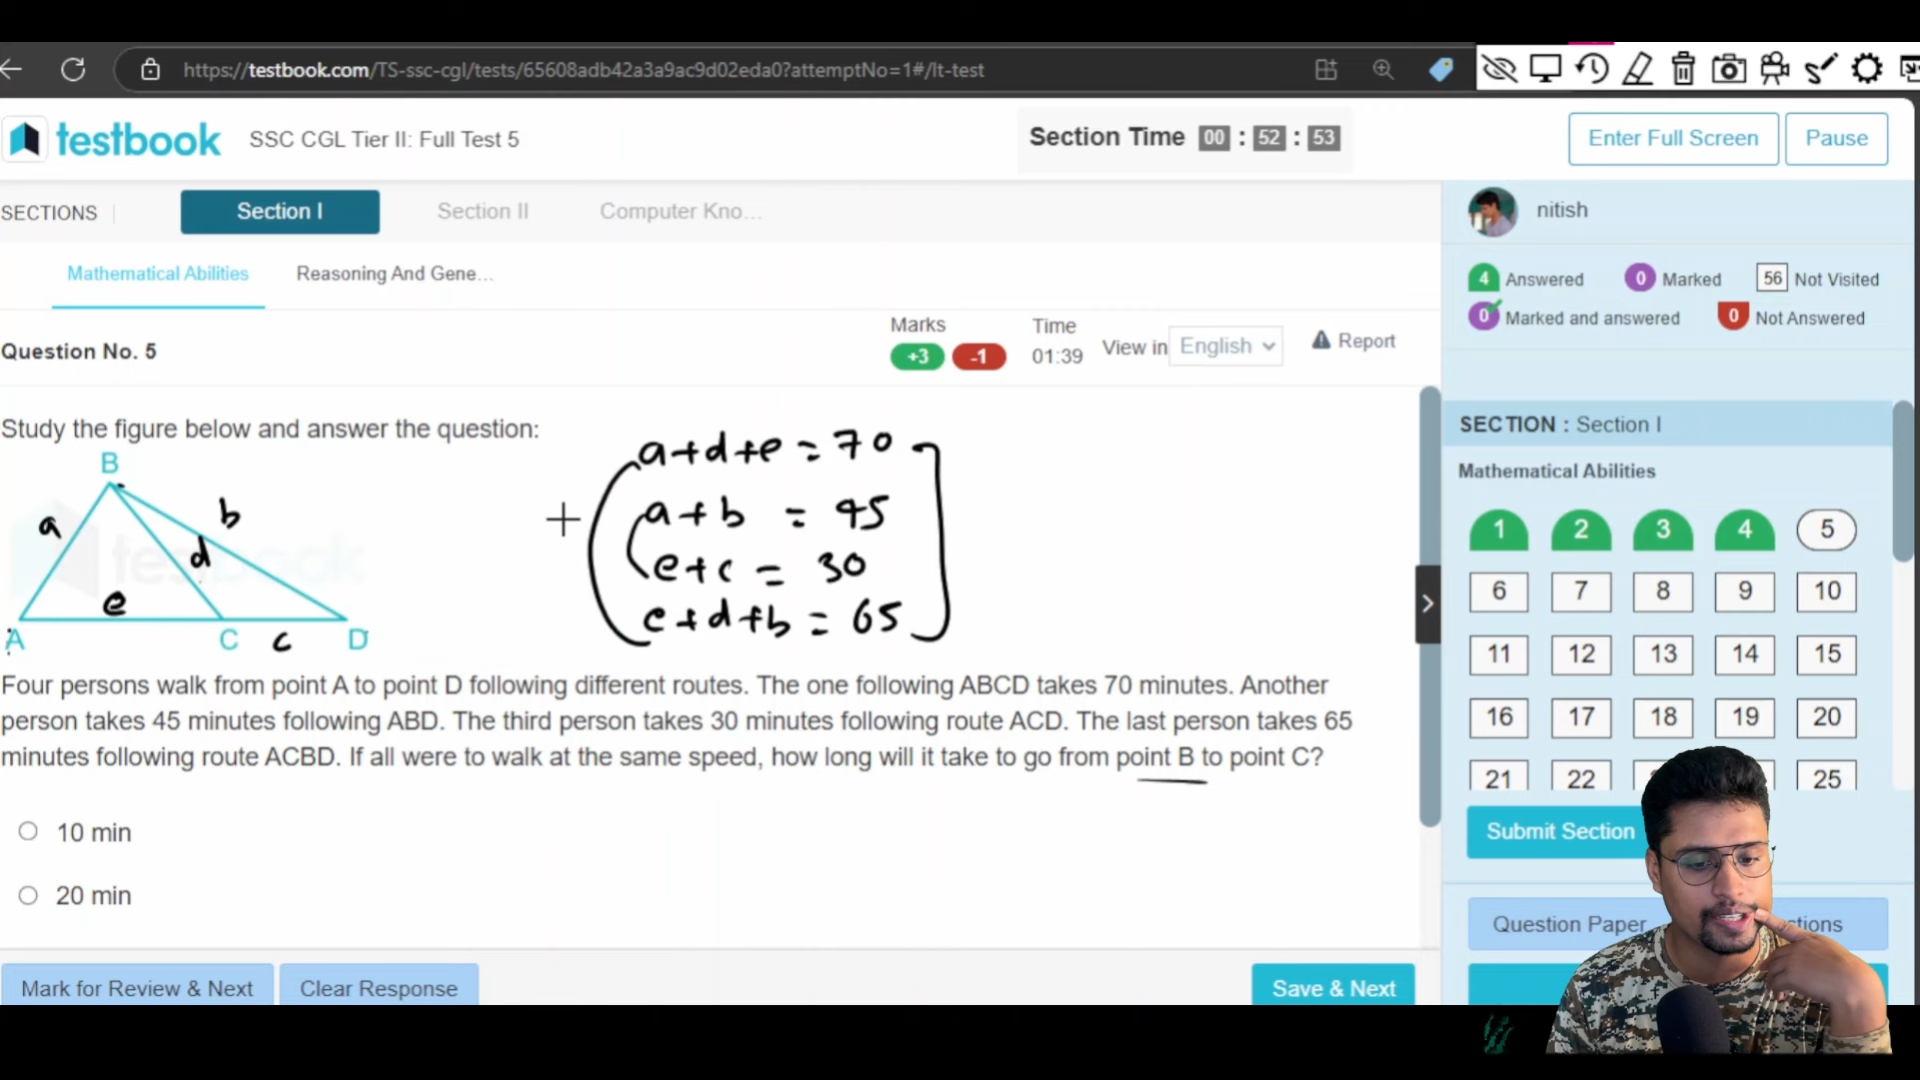 https://testbook.com/TS-ssc-cgl/tests/65608adb42a3a9ac9d02eda0?attemptNo=1#/lt-test
testbook SSC CGL Tier II: Full Test 5
Section Time 00 : 52 : 53
Enter Full Screen
Pause
SECTIONS
Section I
Section II
Computer Kno...
nitish
Mathematical Abilities
Reasoning And Gene...
4 Answered
0 Marked
56 Not Visited
0 Marked and answered
0 Not Answered
Question No. 5
Marks
+3 -1
Time
01:39
View in English
Report
Study the figure below and answer the question:
B
a
b
d
e
A
C
c
D
testbook
+
a+d+e = 70
a+b = 45
e+c = 30
e+d+b = 65
Four persons walk from point A to point D following different routes. The one following ABCD takes 70 minutes. Another
person takes 45 minutes following ABD. The third person takes 30 minutes following route ACD. The last person takes 65
minutes following route ACBD. If all were to walk at the same speed, how long will it take to go from point B to point C?
10 min
20 min
Mark for Review & Next
Clear Response
Save & Next
SECTION : Section I
Mathematical Abilities
1 2 3 4 5
6 7 8 9 10
11 12 13 14 15
16 17 18 19 20
21 22 25
Submit Section
Question Paper